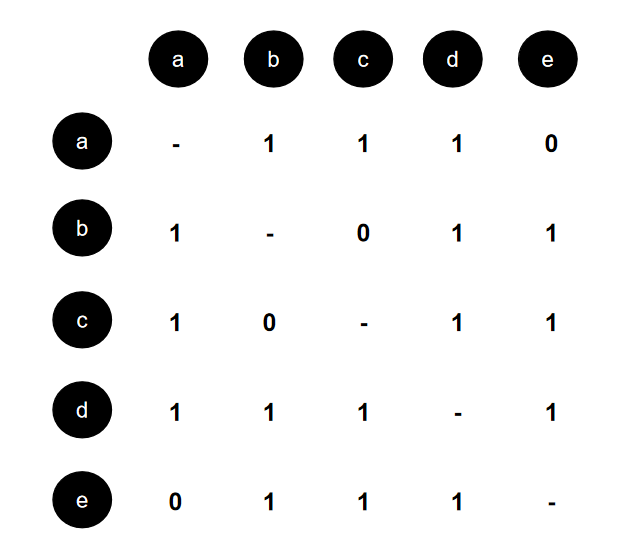 a b c d e
a - 1 1 1 0
b 1 - 0 1 1
c 1 0 - 1 1
d 1 1 1 - 1
e 0 1 1 1 -